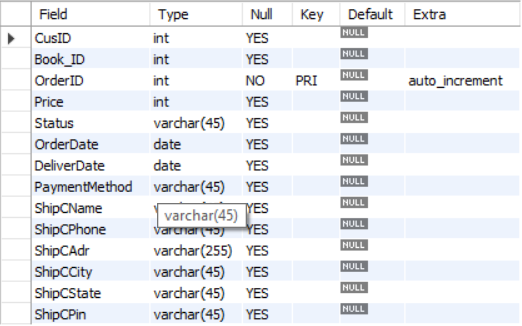 Field Type Null Key Default Extra
CusID int YES NULL
Book_ID int YES NULL
OrderID int NO PRI NULL auto_increment
Price int YES NULL
Status varchar(45) YES NULL
OrderDate date YES NULL
DeliverDate date YES NULL
PaymentMethod varchar(45) YES NULL
ShipCName varchar(45) YES NULL
ShipCPhone varchar(45) YES NULL
ShipCAdr varchar(255) YES NULL
ShipCCity varchar(45) YES NULL
ShipCState varchar(45) YES NULL
ShipCPin varchar(45) YES NULL